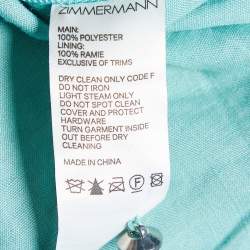 ZIMMERMANN
MAIN:
100% POLYESTER
LINING:
100% RAMIE
EXCLUSIVE OF TRIMS
DRY CLEAN ONLY CODE F
DO NOT IRON
LIGHT STEAM ONLY
DO NOT SPOT CLEAN
COVER AND PROTECT
HARDWARE
TURN GARMENT INSIDE
OUT BEFORE DRY
CLEANING
MADE IN CHINA